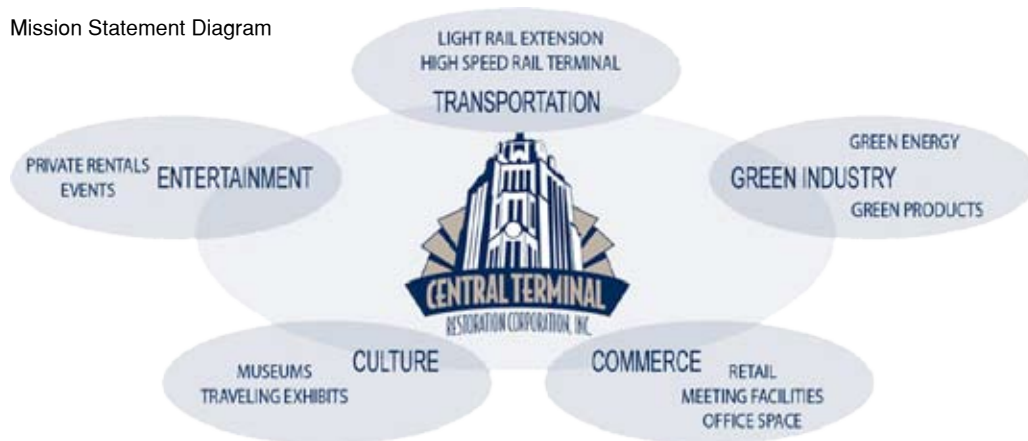 Mission Statement Diagram
LIGHT RAIL EXTENSION
HIGH SPEED RAIL TERMINAL
TRANSPORTATION
PRIVATE RENTALS
EVENTS
ENTERTAINMENT
GREEN ENERGY
GREEN INDUSTRY
GREEN PRODUCTS
CENTRAL TERMINAL
RESTORATION CORPORATION, INC.
CULTURE
MUSEUMS
TRAVELING EXHIBITS
COMMERCE
RETAIL
MEETING FACILITIES
OFFICE SPACE